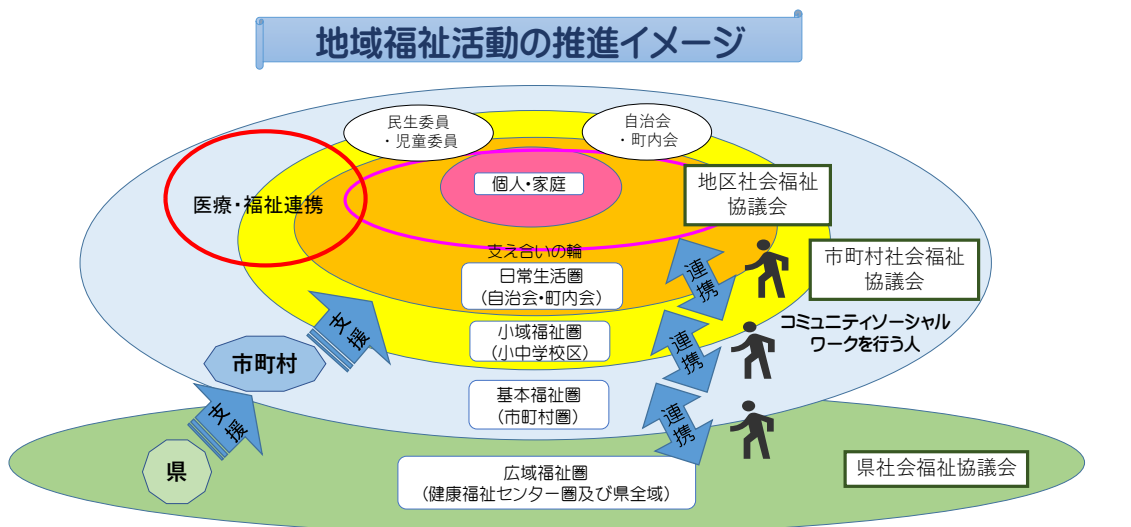 地域福祉活動の推進イメージ
民生委員
・児童委員
自治会
・町内会
個人・家庭
地区社会福祉
協議会
医療・福祉連携
支え合いの輪
日常生活圏
（自治会・町内会）
連携
市町村社会福祉
協議会
支援
小域福祉圏
（小中学校区）
連携
コミュニティソーシャル
ワークを行う人
市町村
基本福祉圏
（市町村圏）
連携
支援
県
広域福祉圏
（健康福祉センター圏及び県全域）
県社会福祉協議会